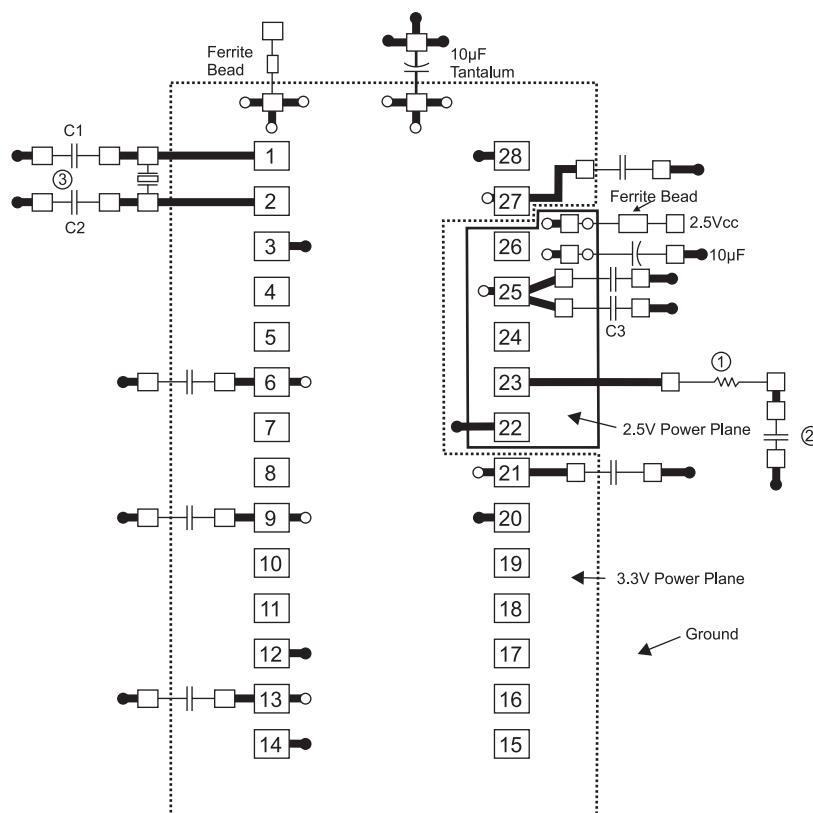 Ferrite
Bead
10µF
Tantalum
C1
③
C2
1
2
3
4
5
6
7
8
9
10
11
12
13
14
28
27
26
25
24
23
22
21
20
19
18
17
16
15
Ferrite Bead
2.5Vcc
10µF
C3
①
②
2.5V Power Plane
3.3V Power Plane
Ground